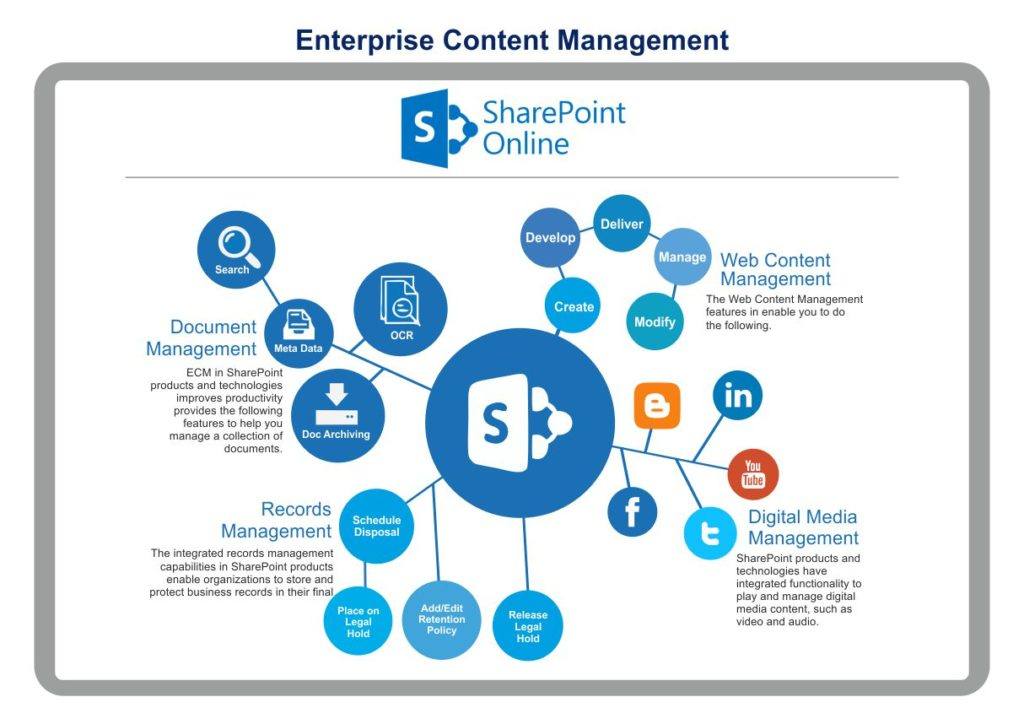 Enterprise Content Management
SharePoint
Online
Search
Meta Data
OCR
Doc Archiving
Document
Management
ECM in SharePoint
products and technologies
improves productivity
provides the following
features to help you
manage a collection of
documents.
Develop
Deliver
Manage
Create
Modify
Web Content
Management
The Web Content Management
features in enable you to do
the following.
S
S
Records
Management
The integrated records management
capabilities in SharePoint products
enable organizations to store and
protect business records in their final
Schedule
Disposal
Place on
Legal
Hold
Add/Edit
Retention
Policy
Release
Legal
Hold
in
You
Tube
f
t
Digital Media
Management
SharePoint products and
technologies have
integrated functionality to
play and manage digital
media content, such as
video and audio.